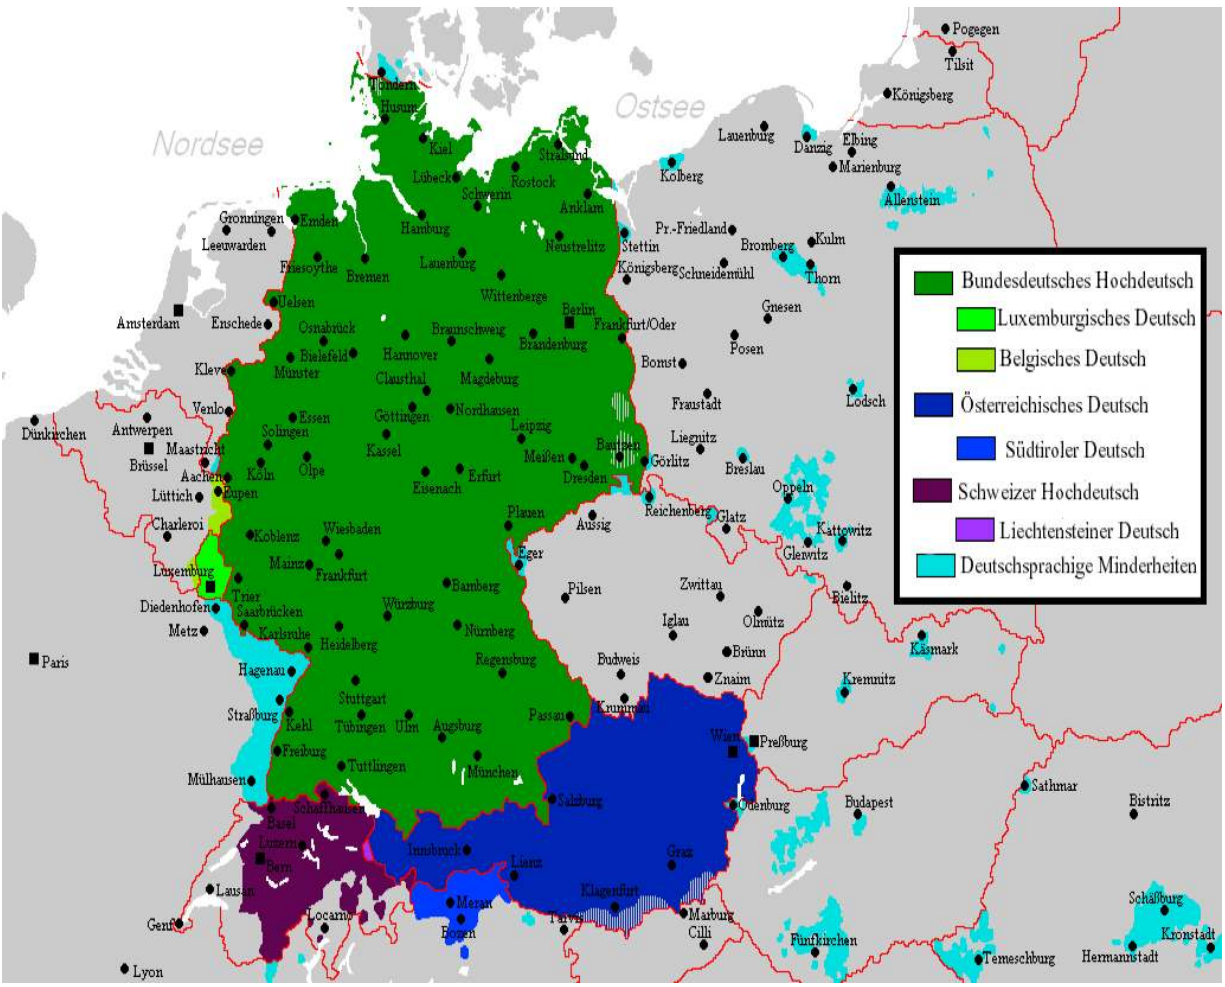 Pogegen
Tilsit
Königsberg
Ostsee
Nordsee
Tondern
Husum
Kiel
Stralsund
Lauenburg
Danzig
Elbing
Marienburg
Kolberg
Allenstein
Lübeck
Rostock
Schwerin
Anklam
Gronningen
Emden
Leeuwarden
Hamburg
Neustrelitz
Stettin
Pr.-Friedland
Bromberg
Kulm
Friesoythe
Bremen
Lauenburg
Königsberg
Schneidemühl
Thorn
Wittenberge
Uelsen
Amsterdam
Enschede
Osnabrück
Braunschweig
Berlin
Frankfurt/Oder
Gnesen
Brandenburg
Posen
Bielefeld
Hannover
Münster
Kleve
Clausthal
Magdeburg
Bomst
Fraustadt
Lodsch
Venlo
Antwerpen
Dünkirchen
Essen
Göttingen
Nordhausen
Solingen
Leipzig
Kassel
Brüssel
Maastricht
Köln
Olpe
Erfurt
Eisenach
Meißen
Dresden
Bautzen
Görlitz
Liegnitz
Breslau
Aachen
Eupen
Lüttich
Oppeln
Reichenberg
Charleroi
Koblenz
Wiesbaden
Plauen
Aussig
Glatz
Kattowitz
Gleiwitz
Luxemburg
Mainz
Frankfurt
Eger
Trier
Bamberg
Pilsen
Zwittau
Bielitz
Diedenhofen
Saarbrücken
Würzburg
Olmütz
Metz
Karlsruhe
Heidelberg
Nürnberg
Iglau
Käsmark
Brünn
Paris
Hagenau
Regensburg
Budweis
Znaim
Kremnitz
Stuttgart
Straßburg
Kehl
Tübingen
Ulm
Augsburg
Passau
Krummau
Wien
Preßburg
Freiburg
Tuttlingen
München
Mülhausen
Schaffhausen
Salzburg
Ödenburg
Budapest
Sathmar
Bistritz
Basel
Luzern
Bern
Innsbruck
Lienz
Graz
Lausan
Meran
Klagenfurt
Schäßburg
Genf
Locarno
Bozen
Tarvis
Marburg
Cilli
Fünfkirchen
Temeschburg
Hermannstadt
Kronstadt
Lyon
Bundesdeutsches Hochdeutsch
Luxemburgisches Deutsch
Belgisches Deutsch
Österreichisches Deutsch
Südtiroler Deutsch
Schweizer Hochdeutsch
Liechtensteiner Deutsch
Deutschsprachige Minderheiten